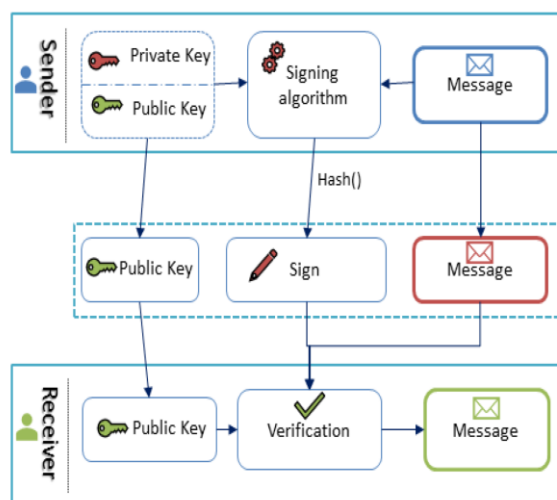 Sender
Private Key
Public Key
Signing
algorithm
Message
Hash()
Public Key
Sign
Message
Receiver
Public Key
Verification
Message